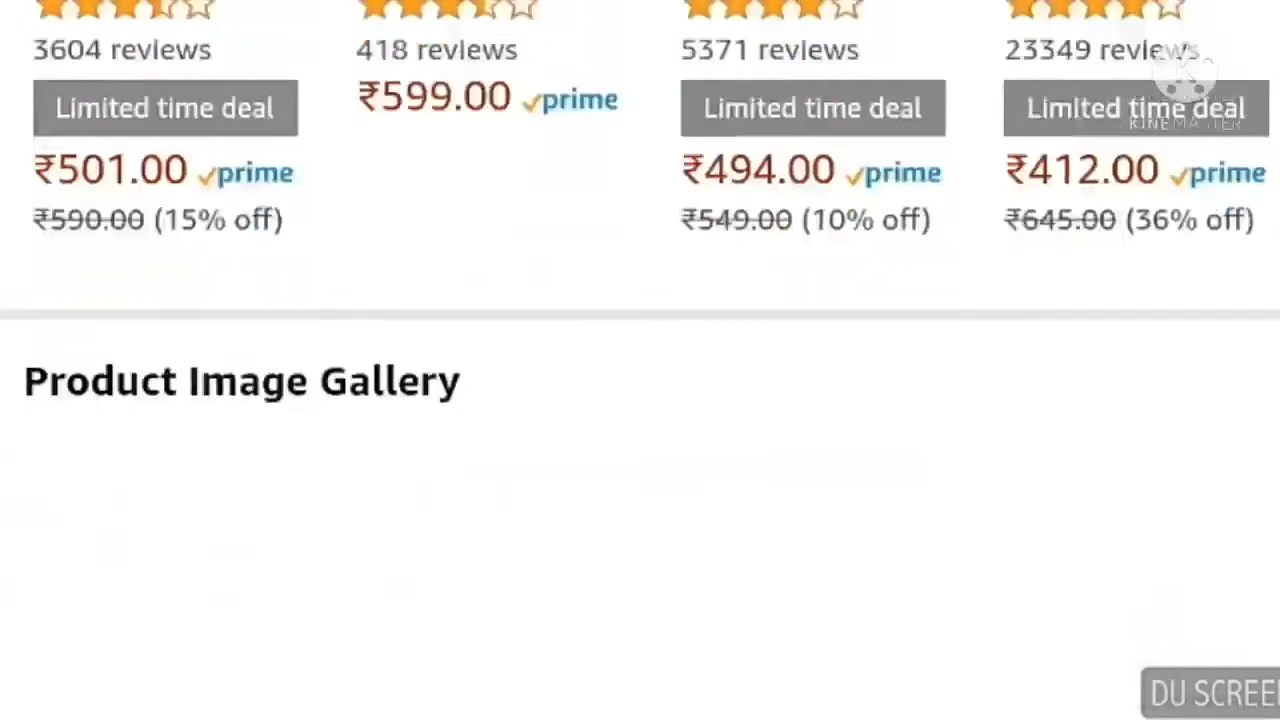 3604 reviews
418 reviews
5371 reviews
23349 reviews
Limited time deal
₹599.00 prime
Limited time deal
Limited time deal
KINEMASTER
₹501.00 prime
₹494.00 prime
₹412.00 prime
₹590.00 (15% off)
₹549.00 (10% off)
₹645.00 (36% off)
Product Image Gallery
DU SCREE